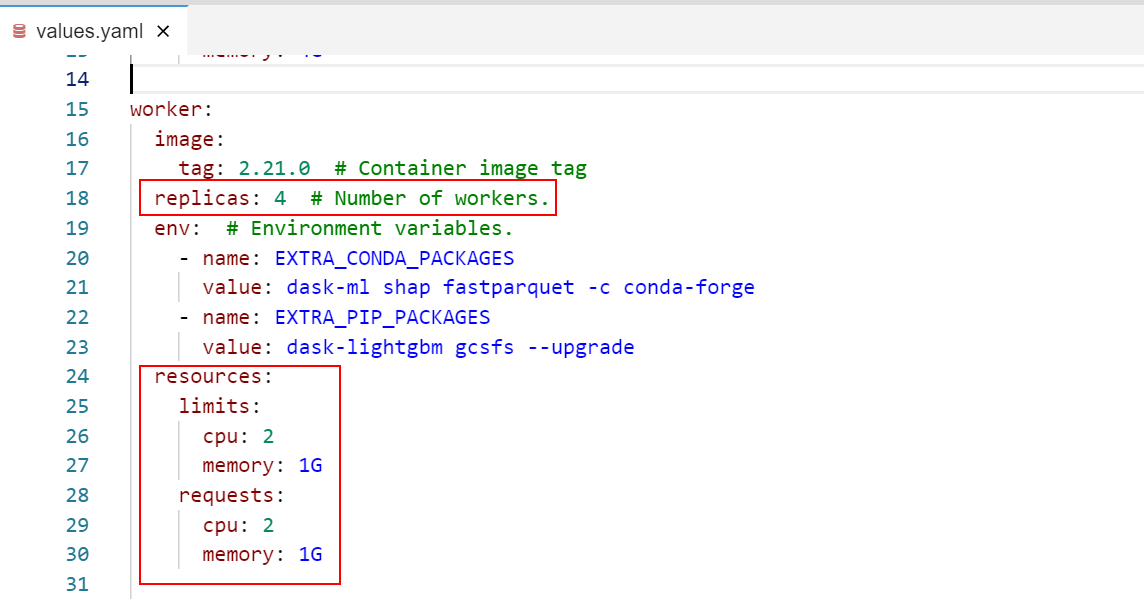 values.yaml ×
14
15 worker:
16 image:
17 tag: 2.21.0 # Container image tag
18 replicas: 4 # Number of workers.
19 env: # Environment variables.
20 - name: EXTRA_CONDA_PACKAGES
21 value: dask-ml shap fastparquet -c conda-forge
22 - name: EXTRA_PIP_PACKAGES
23 value: dask-lightgbm gcsfs --upgrade
24 resources:
25 limits:
26 cpu: 2
27 memory: 1G
28 requests:
29 cpu: 2
30 memory: 1G
31